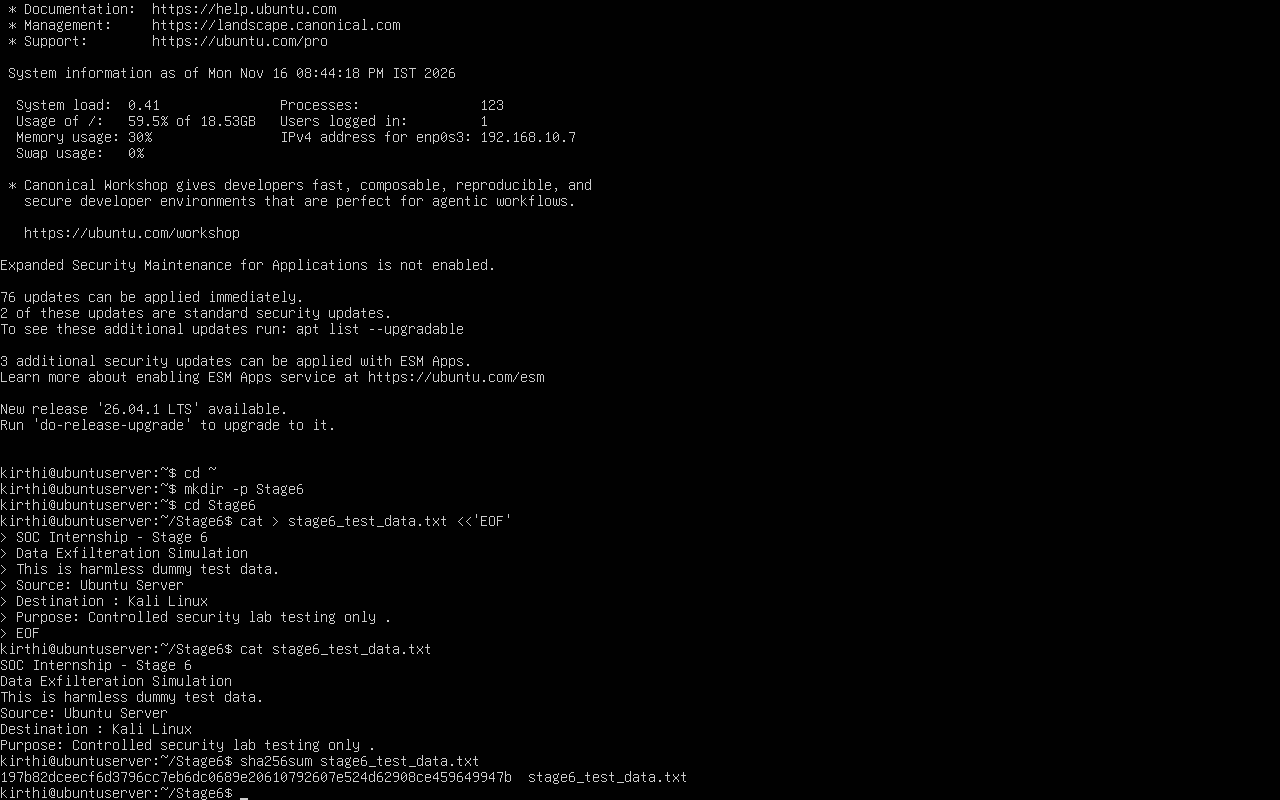 * Documentation:  https://help.ubuntu.com
 * Management:     https://landscape.canonical.com
 * Support:        https://ubuntu.com/pro

 System information as of Mon Nov 16 08:44:18 PM IST 2026

  System load:  0.41               Processes:               123
  Usage of /:   59.5% of 18.53GB   Users logged in:         1
  Memory usage: 30%                IPv4 address for enp0s3: 192.168.10.7
  Swap usage:   0%

 * Canonical Workshop gives developers fast, composable, reproducible, and
   secure developer environments that are perfect for agentic workflows.

   https://ubuntu.com/workshop

Expanded Security Maintenance for Applications is not enabled.

76 updates can be applied immediately.
2 of these updates are standard security updates.
To see these additional updates run: apt list --upgradable

3 additional security updates can be applied with ESM Apps.
Learn more about enabling ESM Apps service at https://ubuntu.com/esm

New release '26.04.1 LTS' available.
Run 'do-release-upgrade' to upgrade to it.


kirthi@ubuntuserver:~$ cd ~
kirthi@ubuntuserver:~$ mkdir -p Stage6
kirthi@ubuntuserver:~$ cd Stage6
kirthi@ubuntuserver:~/Stage6$ cat > stage6_test_data.txt <<'EOF'
> SOC Internship - Stage 6
> Data Exfilteration Simulation
> This is harmless dummy test data.
> Source: Ubuntu Server
> Destination : Kali Linux
> Purpose: Controlled security lab testing only .
> EOF
kirthi@ubuntuserver:~/Stage6$ cat stage6_test_data.txt
SOC Internship - Stage 6
Data Exfilteration Simulation
This is harmless dummy test data.
Source: Ubuntu Server
Destination : Kali Linux
Purpose: Controlled security lab testing only .
kirthi@ubuntuserver:~/Stage6$ sha256sum stage6_test_data.txt
197b82dceecf6d3796cc7eb6dc0689e20610792607e524d62908ce459649947b  stage6_test_data.txt
kirthi@ubuntuserver:~/Stage6$ _